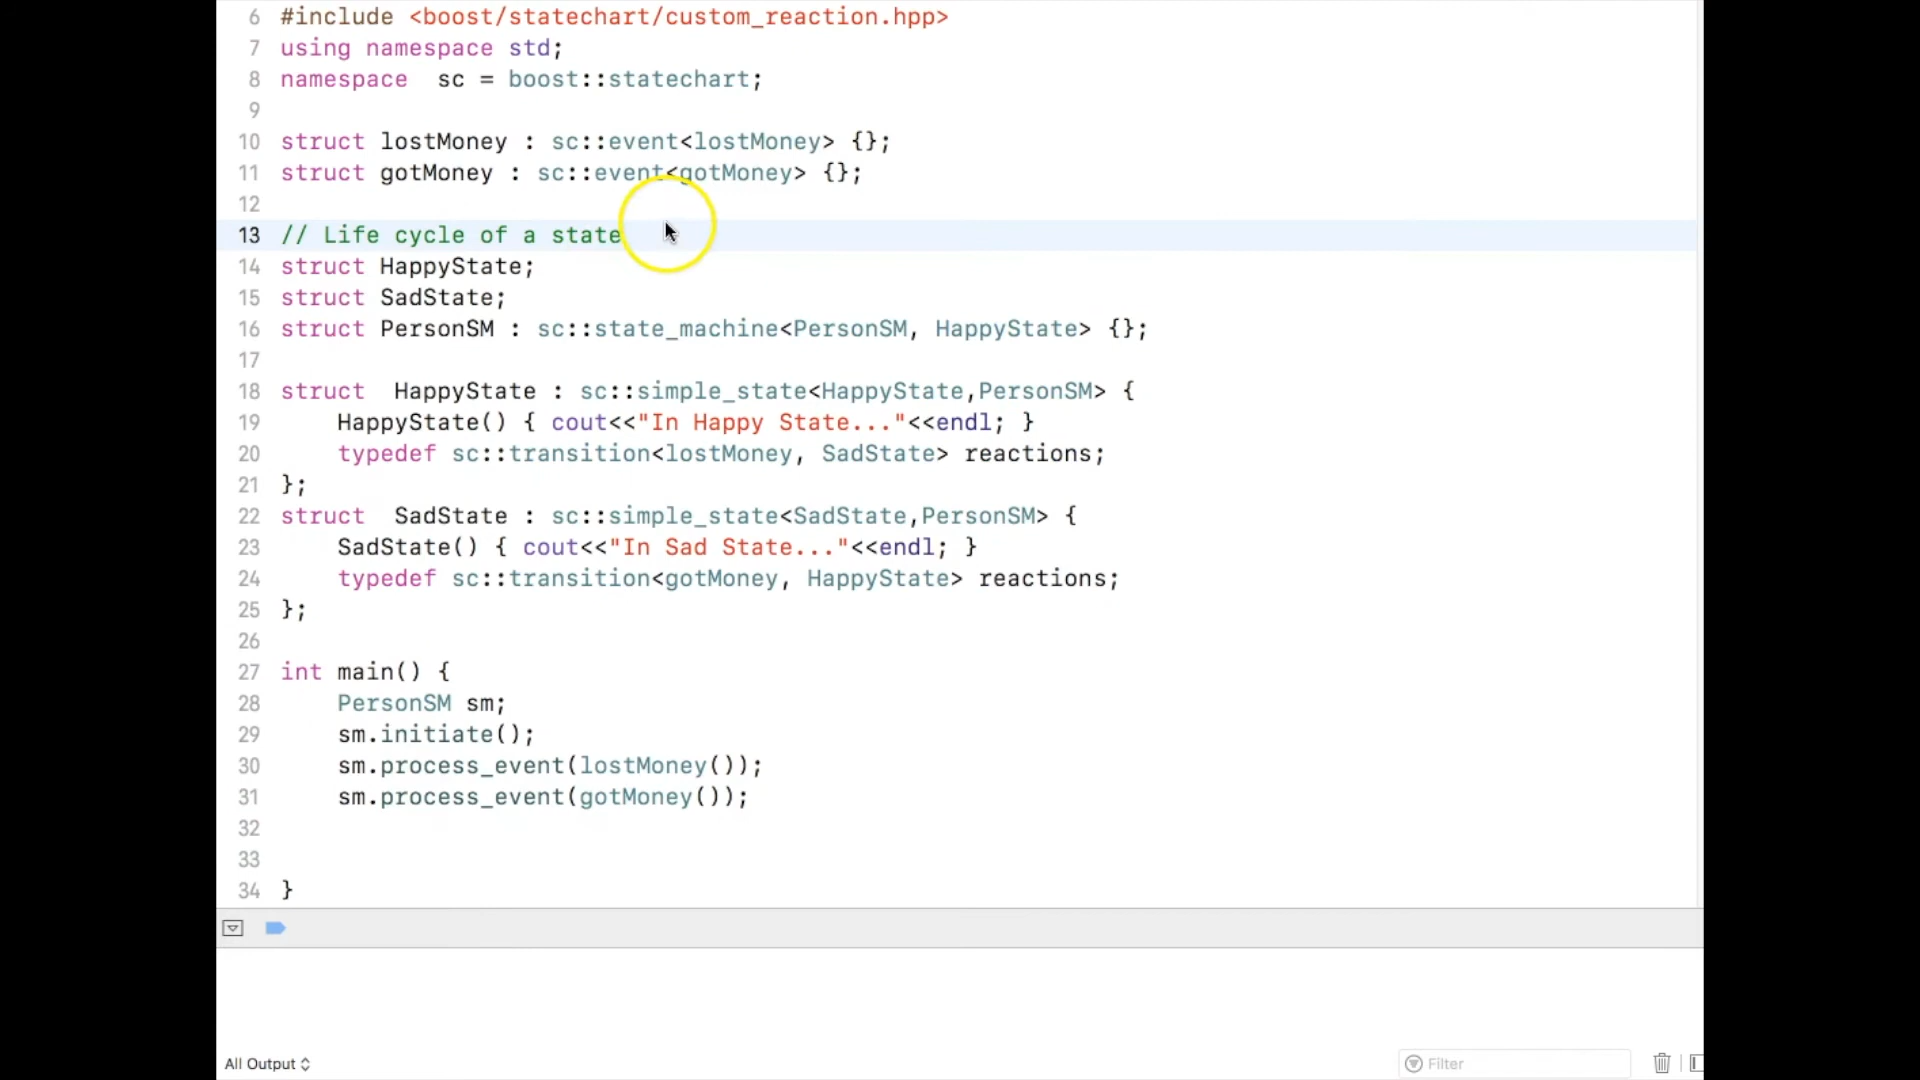 6 #include <boost/statechart/custom_reaction.hpp>
7 using namespace std;
8 namespace  sc = boost::statechart;
9
10 struct lostMoney : sc::event<lostMoney> {};
11 struct gotMoney : sc::event<gotMoney> {};
12
13 // Life cycle of a state
14 struct HappyState;
15 struct SadState;
16 struct PersonSM : sc::state_machine<PersonSM, HappyState> {};
17
18 struct  HappyState : sc::simple_state<HappyState,PersonSM> {
19     HappyState() { cout<<"In Happy State..."<<endl; }
20     typedef sc::transition<lostMoney, SadState> reactions;
21 };
22 struct  SadState : sc::simple_state<SadState,PersonSM> {
23     SadState() { cout<<"In Sad State..."<<endl; }
24     typedef sc::transition<gotMoney, HappyState> reactions;
25 };
26
27 int main() {
28     PersonSM sm;
29     sm.initiate();
30     sm.process_event(lostMoney());
31     sm.process_event(gotMoney());
32
33
34 }
All Output
Filter